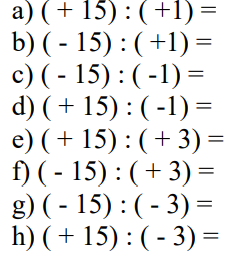 a) ( + 15) : ( +1) =
b) ( - 15) : ( +1) =
c) ( - 15) : ( -1) =
d) ( + 15) : ( -1) =
e) ( + 15) : ( + 3) =
f) ( - 15) : ( + 3) =
g) ( - 15) : ( - 3) =
h) ( + 15) : ( - 3) =